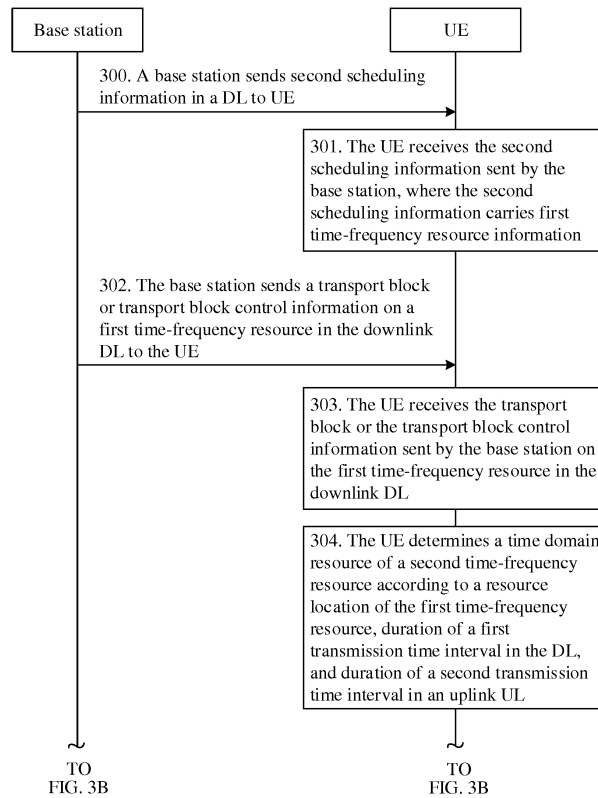 Base station
UE
300. A base station sends second scheduling
information in a DL to UE
301. The UE receives the second
scheduling information sent by the
base station, where the second
scheduling information carries first
time-frequency resource information
302. The base station sends a transport block
or transport block control information on a
first time-frequency resource in the downlink
DL to the UE
303. The UE receives the transport
block or the transport block control
information sent by the base station on
the first time-frequency resource in the
downlink DL
304. The UE determines a time domain
resource of a second time-frequency
resource according to a resource
location of the first time-frequency
resource, duration of a first
transmission time interval in the DL,
and duration of a second transmission
time interval in an uplink UL
TO
FIG. 3B
TO
FIG. 3B